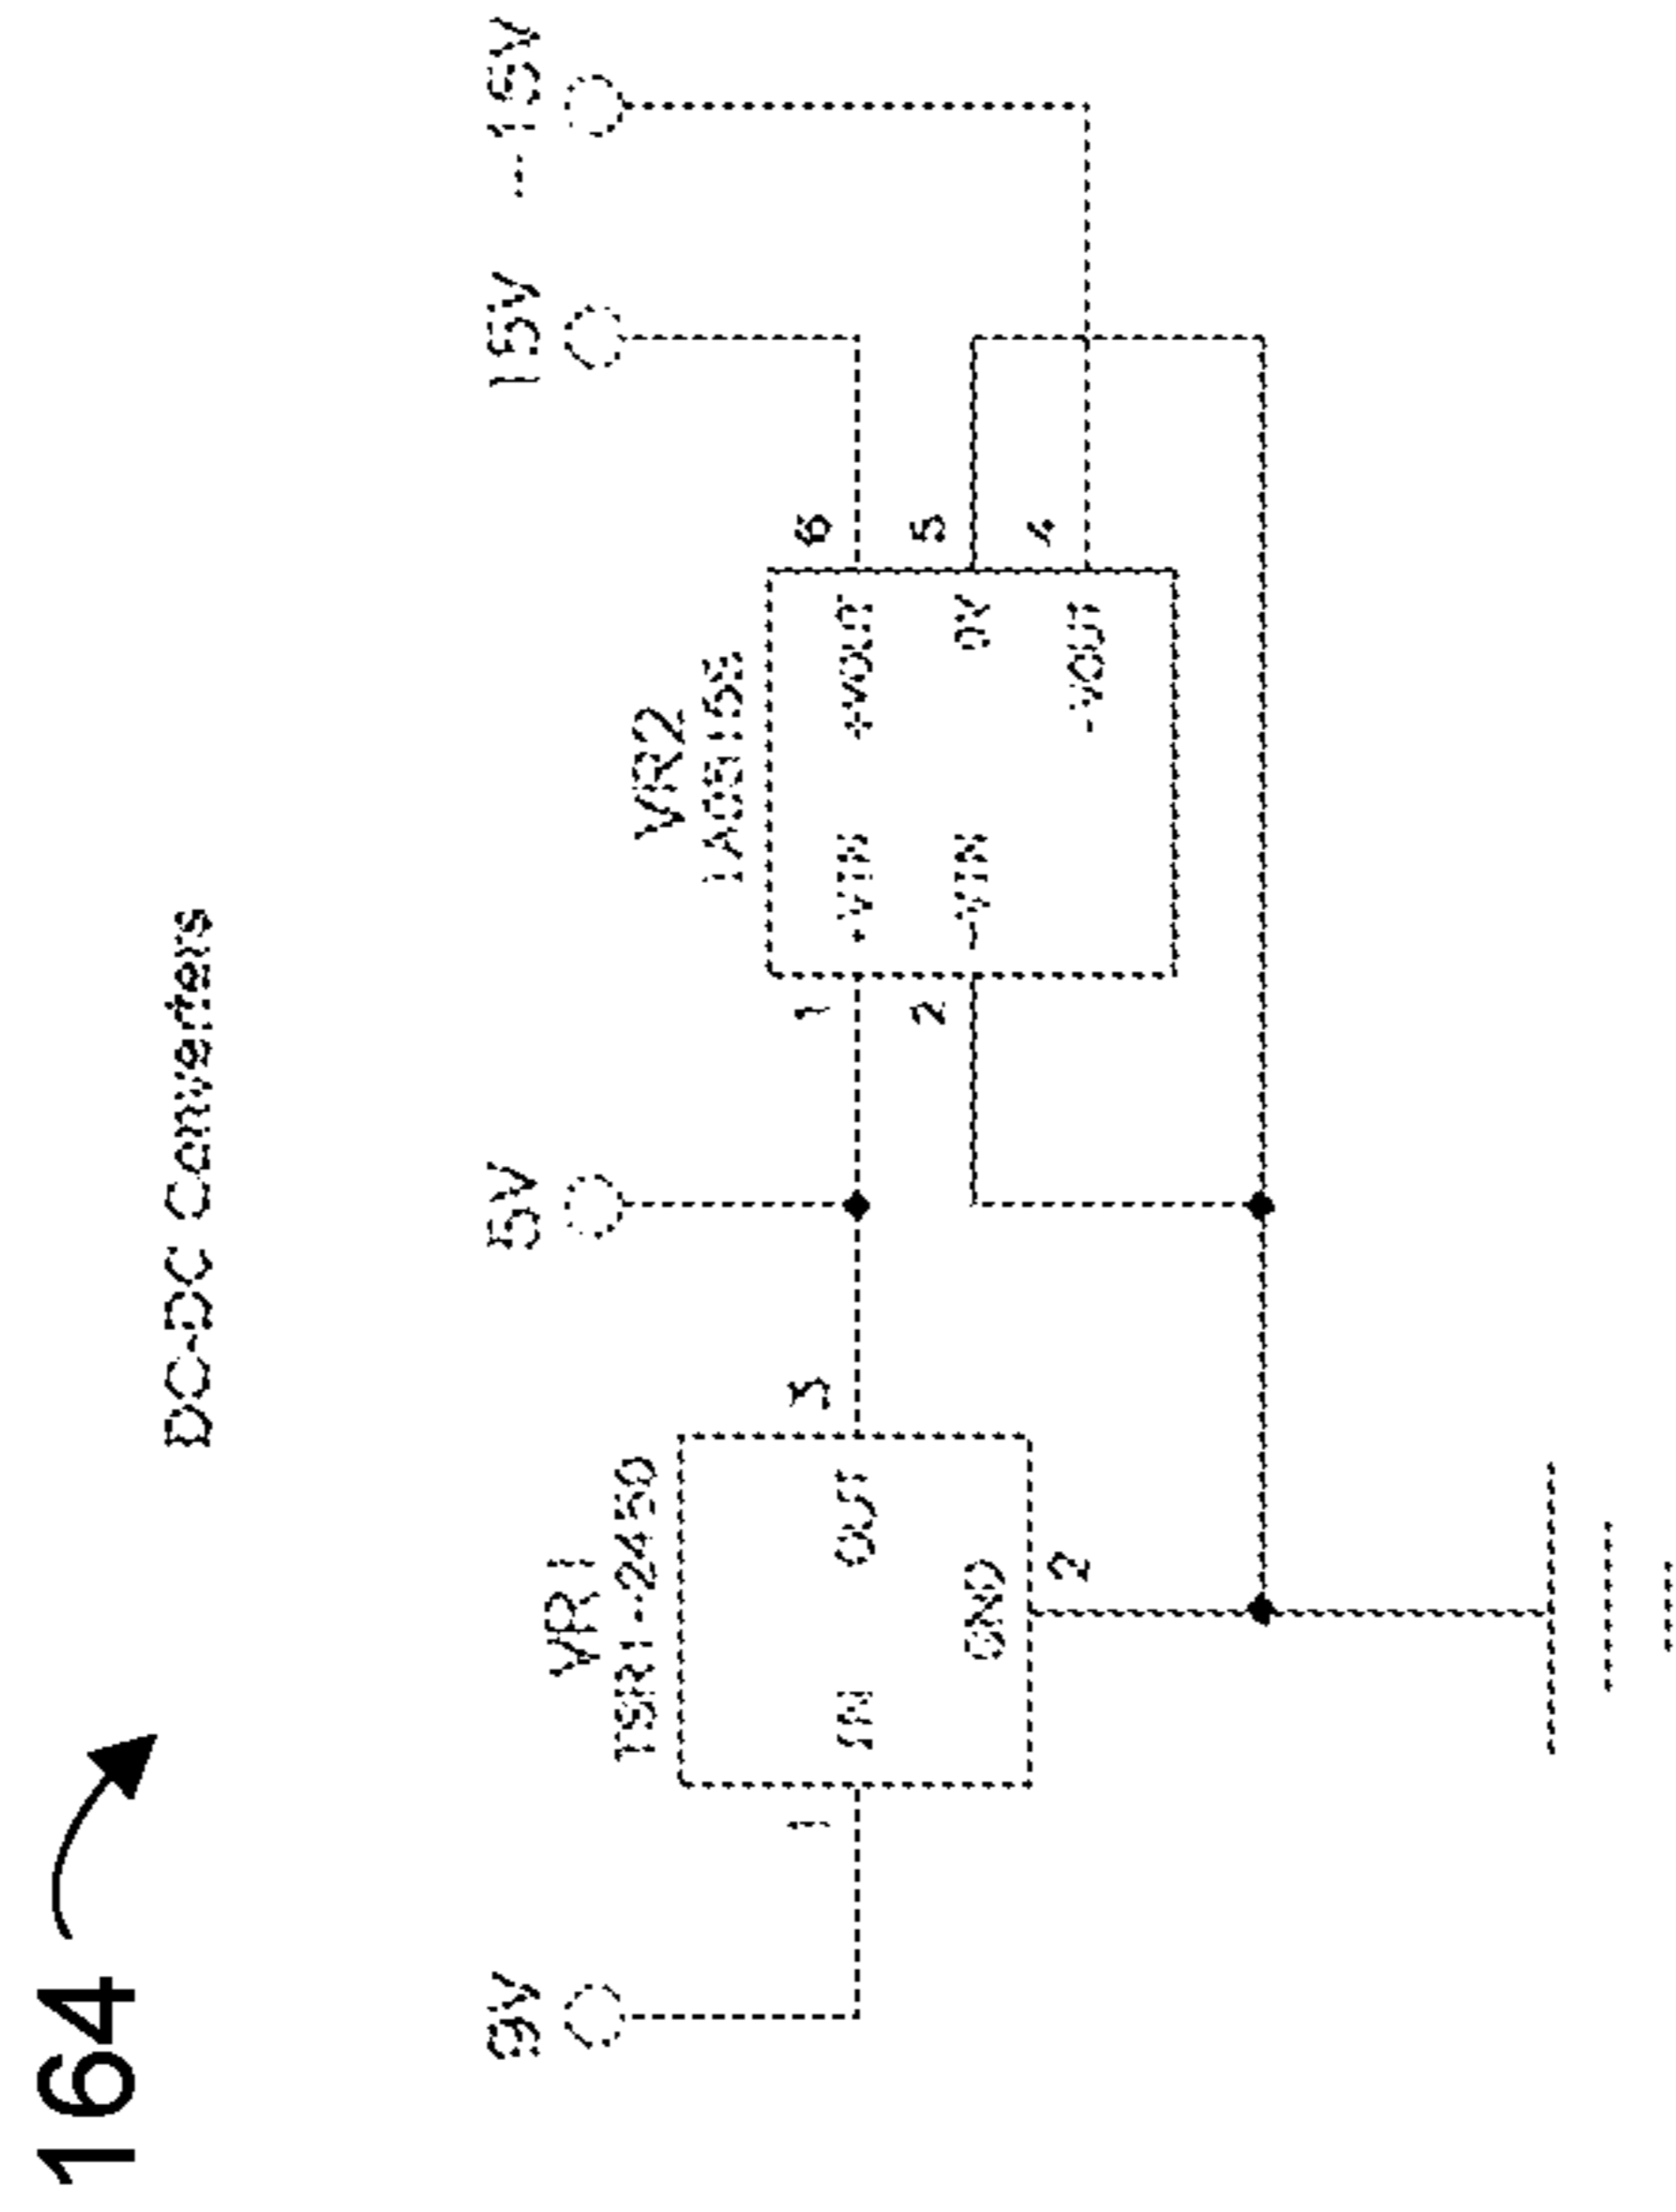 164
DC-DC Converters
9V
5V
15V
-15V
VR1
TSR1-2450
IN
OUT
GND
1
3
2
VR2
+VIN
-VIN
+VOUT
0V
-VOUT
1
2
6
5
4